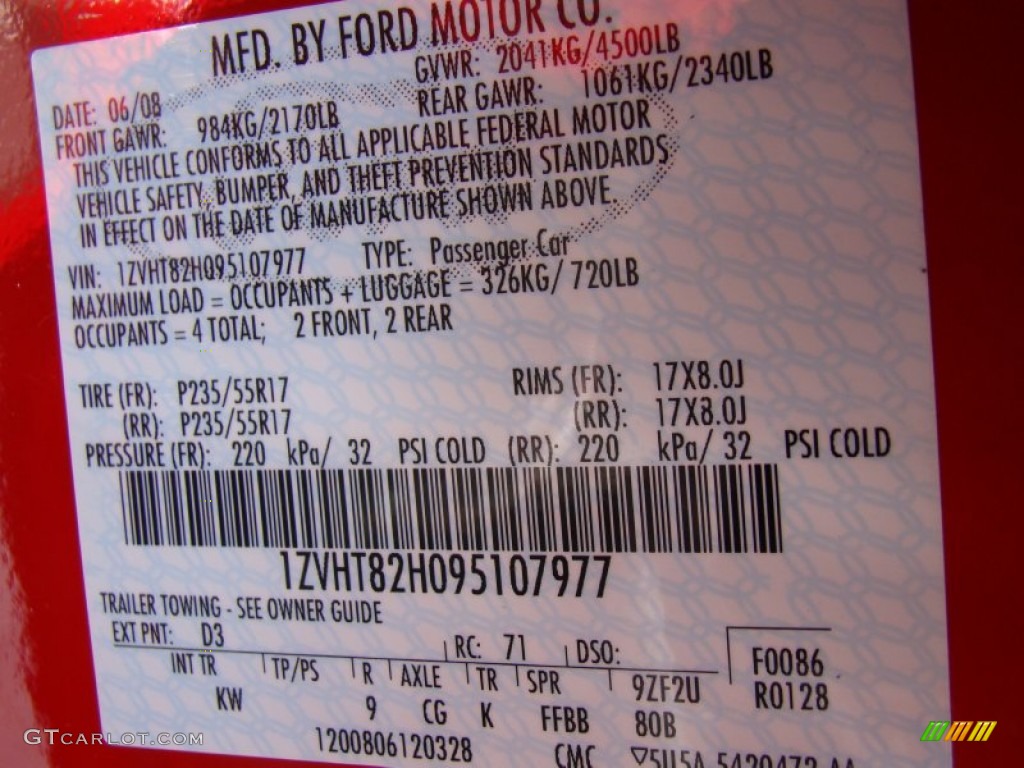 MFD. BY FORD MOTOR CO.
DATE: 06/08 GVWR: 2041KG/4500LB
FRONT GAWR: 984KG/2170LB REAR GAWR: 1061KG/2340LB
THIS VEHICLE CONFORMS TO ALL APPLICABLE FEDERAL MOTOR
VEHICLE SAFETY, BUMPER, AND THEFT PREVENTION STANDARDS
IN EFFECT ON THE DATE OF MANUFACTURE SHOWN ABOVE.
VIN: 1ZVHT82H095107977 TYPE: Passenger Car
MAXIMUM LOAD = OCCUPANTS + LUGGAGE = 326KG/ 720LB
OCCUPANTS = 4 TOTAL; 2 FRONT, 2 REAR
TIRE (FR): P235/55R17 RIMS (FR): 17X8.0J
(RR): P235/55R17 (RR): 17X8.0J
PRESSURE (FR): 220 kPa/ 32 PSI COLD (RR): 220 kPa/ 32 PSI COLD
1ZVHT82H095107977
TRAILER TOWING - SEE OWNER GUIDE
EXT PNT: D3 RC: 71 DSO: F0086
INT TR TP/PS R AXLE TR SPR 9ZF2U R0128
KW 9 CG K FFBB 80B
1200806120328 CMC ▽5U5A-5420472-AA
GTCARLOT.COM